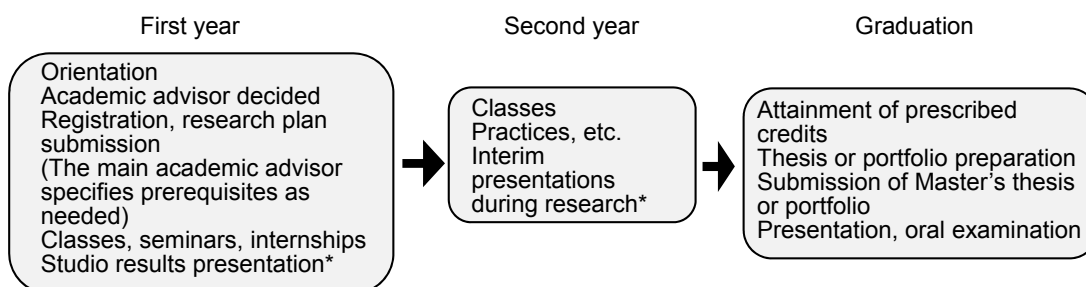 First year
Orientation
Academic advisor decided
Registration, research plan
submission
(The main academic advisor
specifies prerequisites as
needed)
Classes, seminars, internships
Studio results presentation*
Second year
Classes
Practices, etc.
Interim
presentations
during research*
Graduation
Attainment of prescribed
credits
Thesis or portfolio preparation
Submission of Master’s thesis
or portfolio
Presentation, oral examination